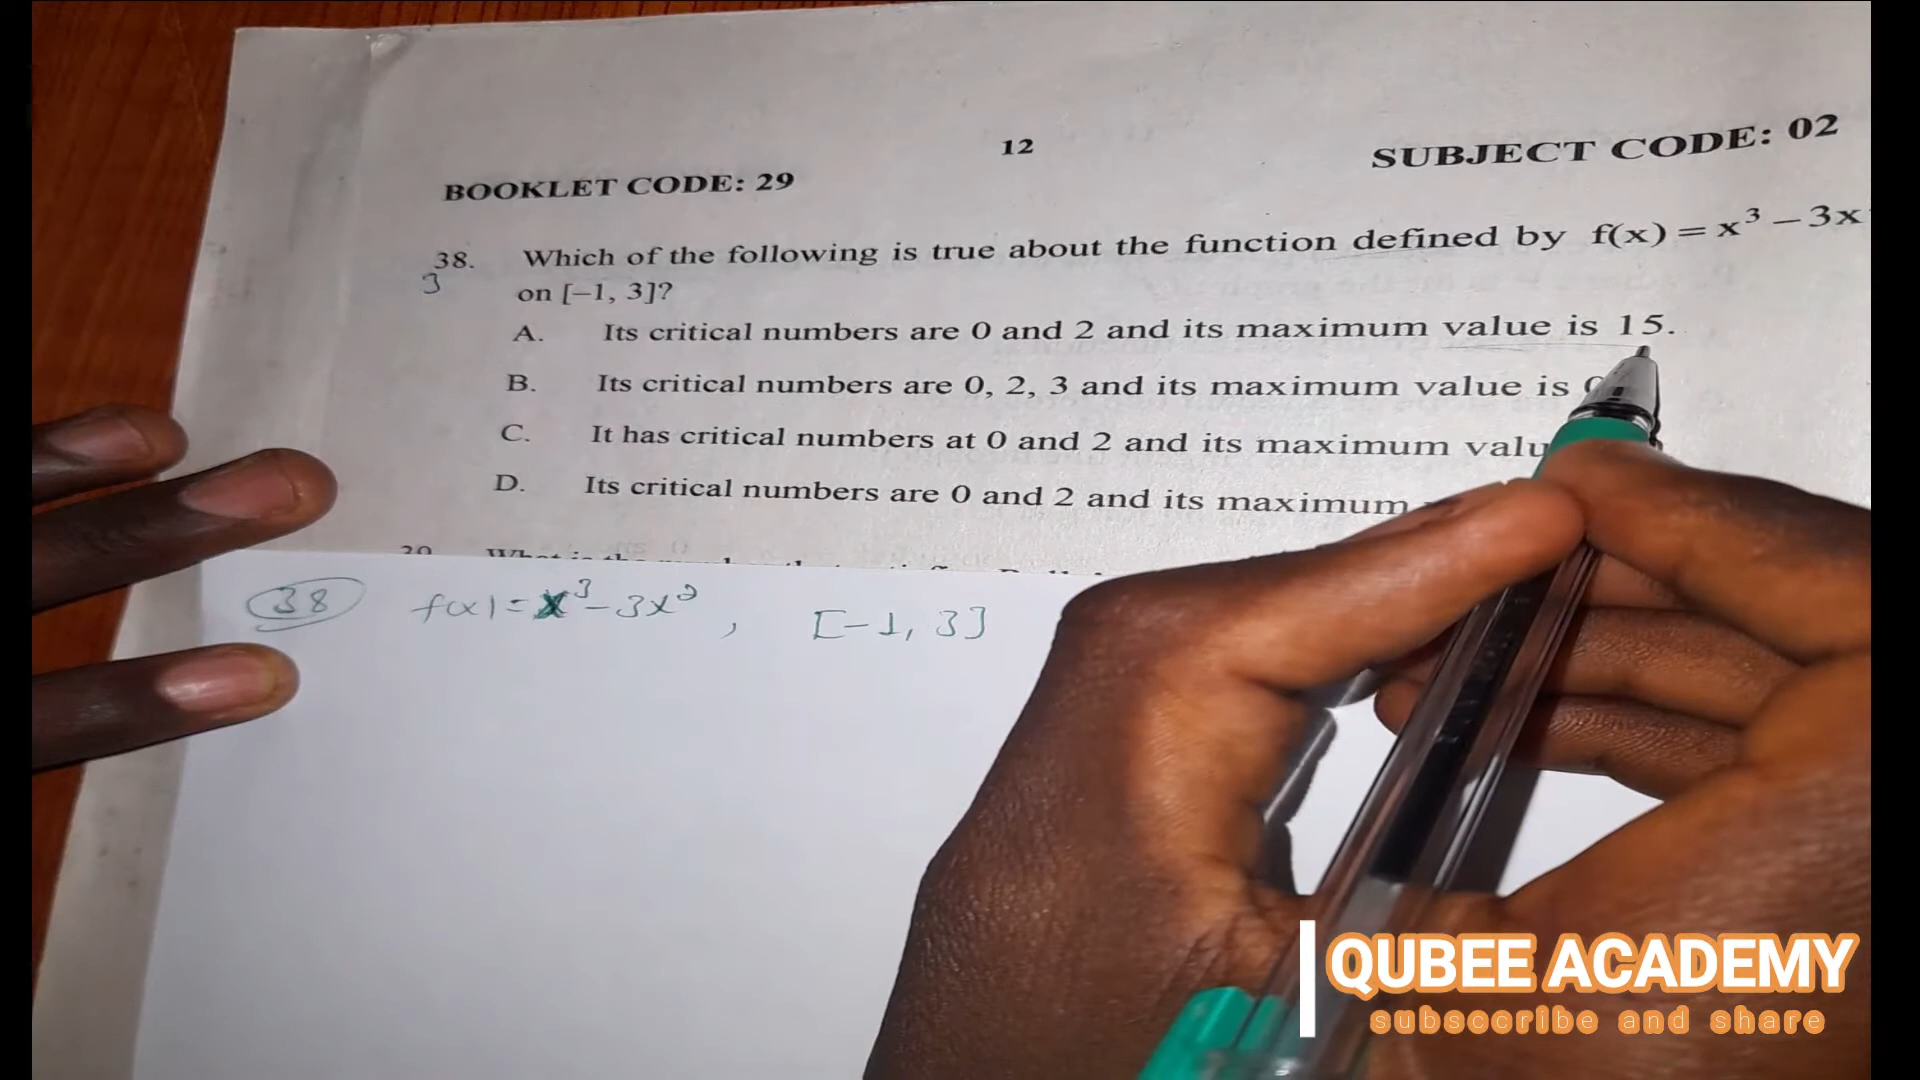 12
SUBJECT CODE: 02
BOOKLET CODE: 29
38. Which of the following is true about the function defined by f(x) = x³ – 3x
3
on [–1, 3]?
A. Its critical numbers are 0 and 2 and its maximum value is 15.
B. Its critical numbers are 0, 2, 3 and its maximum value is
C. It has critical numbers at 0 and 2 and its maximum
D. Its critical numbers are 0 and 2 and its maximum
38 f(x) = x³ - 3x² , [-1, 3]
QUBEE ACADEMY
subsccribe and share